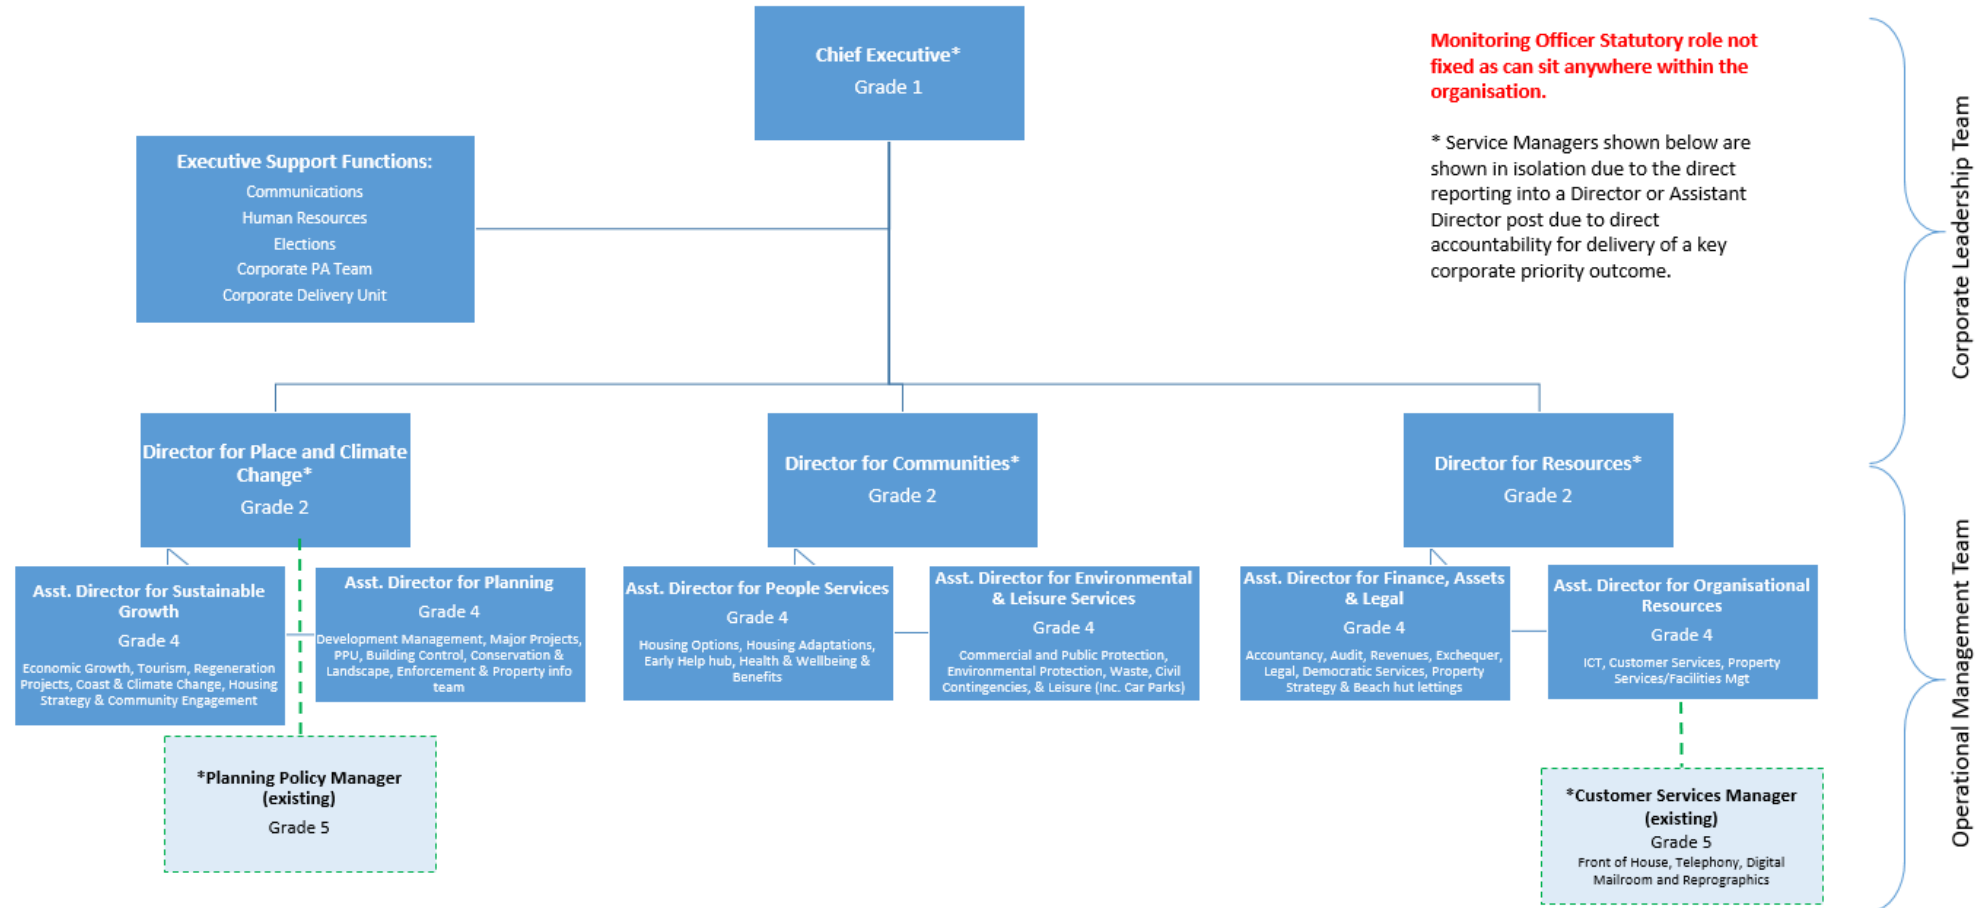 Chief Executive*
Grade 1
Monitoring Officer Statutory role not
fixed as can sit anywhere within the
organisation.
* Service Managers shown below are
shown in isolation due to the direct
reporting into a Director or Assistant
Director post due to direct
accountability for delivery of a key
corporate priority outcome.
Corporate Leadership Team
Executive Support Functions:
Communications
Human Resources
Elections
Corporate PA Team
Corporate Delivery Unit
Director for Place and Climate
Change*
Grade 2
Director for Communities*
Grade 2
Director for Resources*
Grade 2
Operational Management Team
Asst. Director for Sustainable
Growth
Grade 4
Economic Growth, Tourism, Regeneration
Projects, Coast & Climate Change, Housing
Strategy & Community Engagement
Asst. Director for Planning
Grade 4
Development Management, Major Projects,
PPU, Building Control, Conservation &
Landscape, Enforcement & Property info
team
Asst. Director for People Services
Grade 4
Housing Options, Housing Adaptations,
Early Help hub, Health & Wellbeing &
Benefits
Asst. Director for Environmental
& Leisure Services
Grade 4
Commercial and Public Protection,
Environmental Protection, Waste, Civil
Contingencies, & Leisure (Inc. Car Parks)
Asst. Director for Finance, Assets
& Legal
Grade 4
Accountancy, Audit, Revenues, Exchequer,
Legal, Democratic Services, Property
Strategy & Beach hut lettings
Asst. Director for Organisational
Resources
Grade 4
ICT, Customer Services, Property
Services/Facilities Mgt
*Planning Policy Manager
(existing)
Grade 5
*Customer Services Manager
(existing)
Grade 5
Front of House, Telephony, Digital
Mailroom and Reprographics